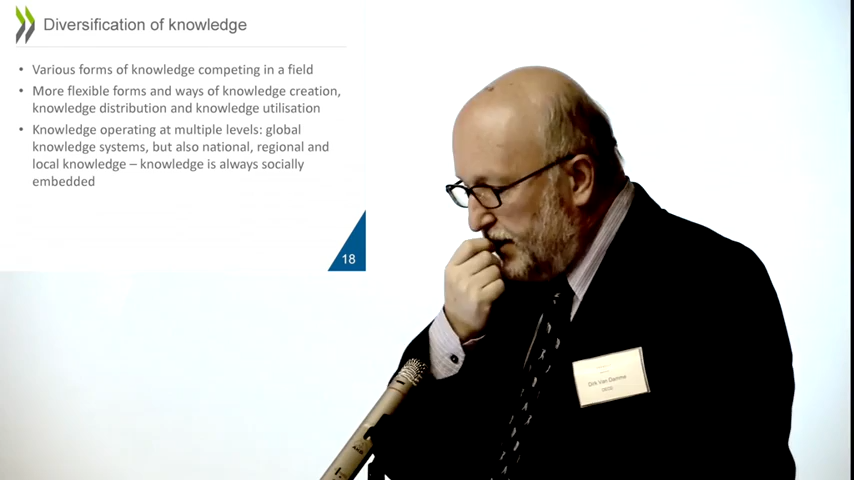 Diversification of knowledge
• Various forms of knowledge competing in a field
• More flexible forms and ways of knowledge creation,
knowledge distribution and knowledge utilisation
• Knowledge operating at multiple levels: global
knowledge systems, but also national, regional and
local knowledge – knowledge is always socially
embedded
18
Dirk Van Damme
OECD